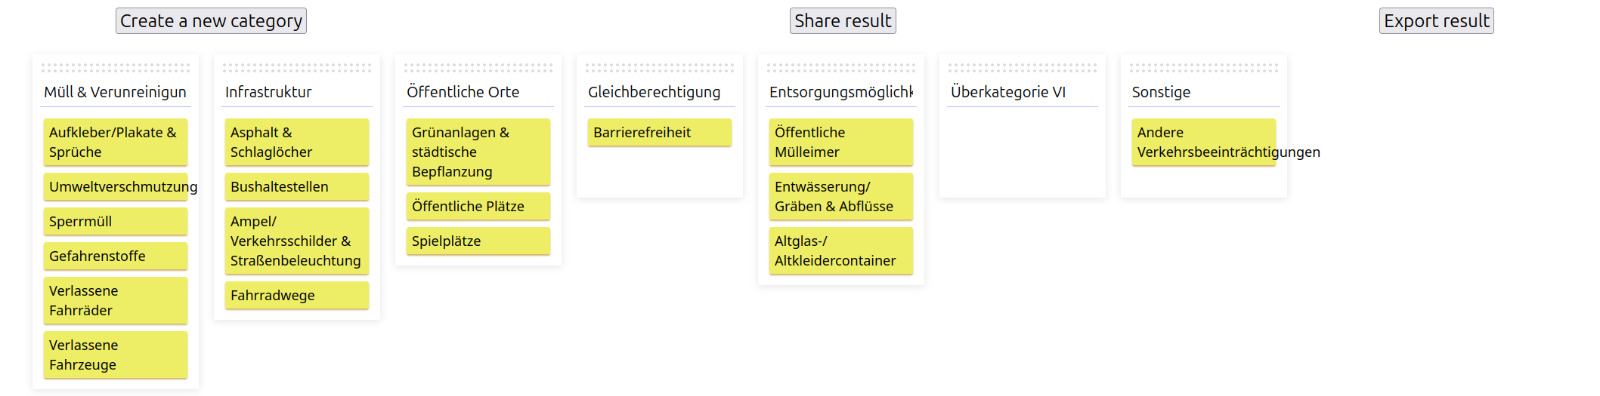 Create a new category
Share result
Export result
Müll & Verunreinigun
Aufkleber/Plakate &
Sprüche
Umweltverschmutzung
Sperrmüll
Gefahrenstoffe
Verlassene
Fahrräder
Verlassene
Fahrzeuge
Infrastruktur
Asphalt &
Schlaglöcher
Bushaltestellen
Ampel/
Verkehrsschilder &
Straßenbeleuchtung
Fahrradwege
Öffentliche Orte
Grünanlagen &
städtische
Bepflanzung
Öffentliche Plätze
Spielplätze
Gleichberechtigung
Barrierefreiheit
Entsorgungsmöglichk
Öffentliche
Mülleimer
Entwässerung/
Gräben & Abflüsse
Altglas-/
Altkleidercontainer
Überkategorie VI
Sonstige
Andere
Verkehrsbeeinträchtigungen